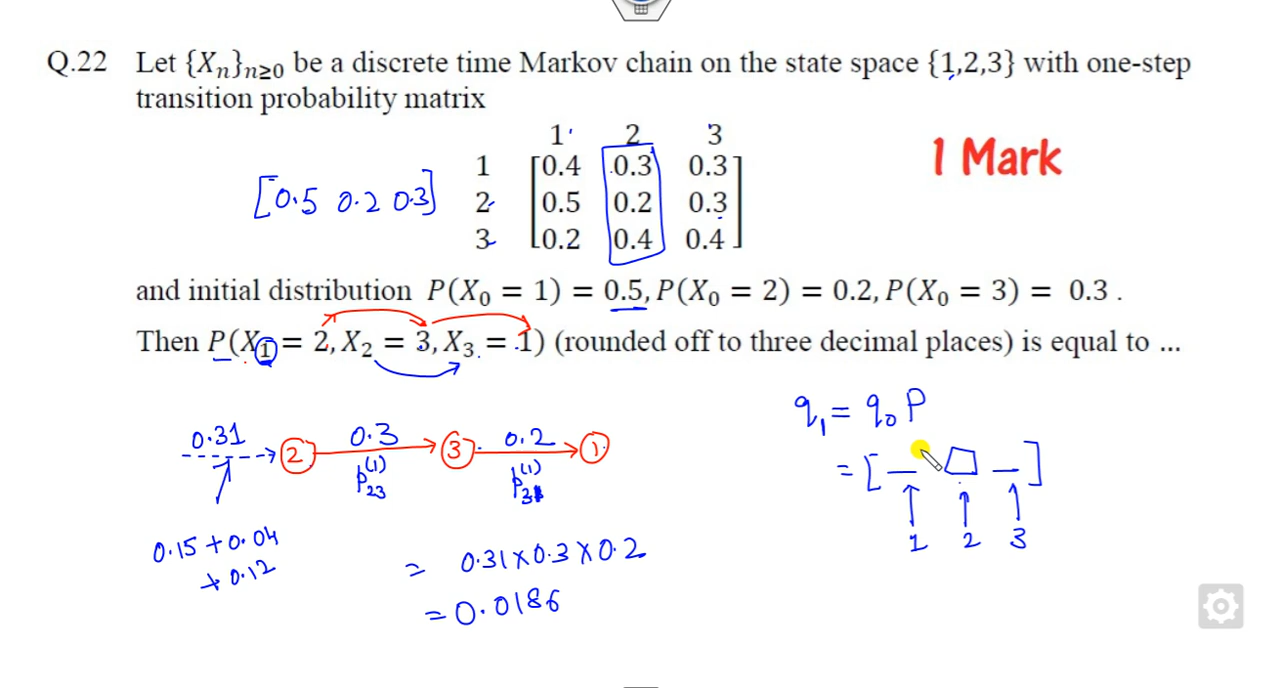 Q.22 Let {Xₙ}ₙ≥₀ be a discrete time Markov chain on the state space {1,2,3} with one-step
transition probability matrix
1 2 3
1 [0.4 0.3 0.3]
[0.5 0.2 0.3] 2 [0.5 0.2 0.3]
3 [0.2 0.4 0.4]
1 Mark
and initial distribution P(X₀ = 1) = 0.5, P(X₀ = 2) = 0.2, P(X₀ = 3) = 0.3 .
Then P(X₁ = 2, X₂ = 3, X₃ = 1) (rounded off to three decimal places) is equal to ...
q₁ = q₀ P
= [ _ □ _ ]
1 2 3
0.31 2 0.3 3 0.2 1
p₂₃⁽¹⁾ p₃₁⁽¹⁾
0.15 + 0.04
+ 0.12
= 0.31 × 0.3 × 0.2
= 0.0186